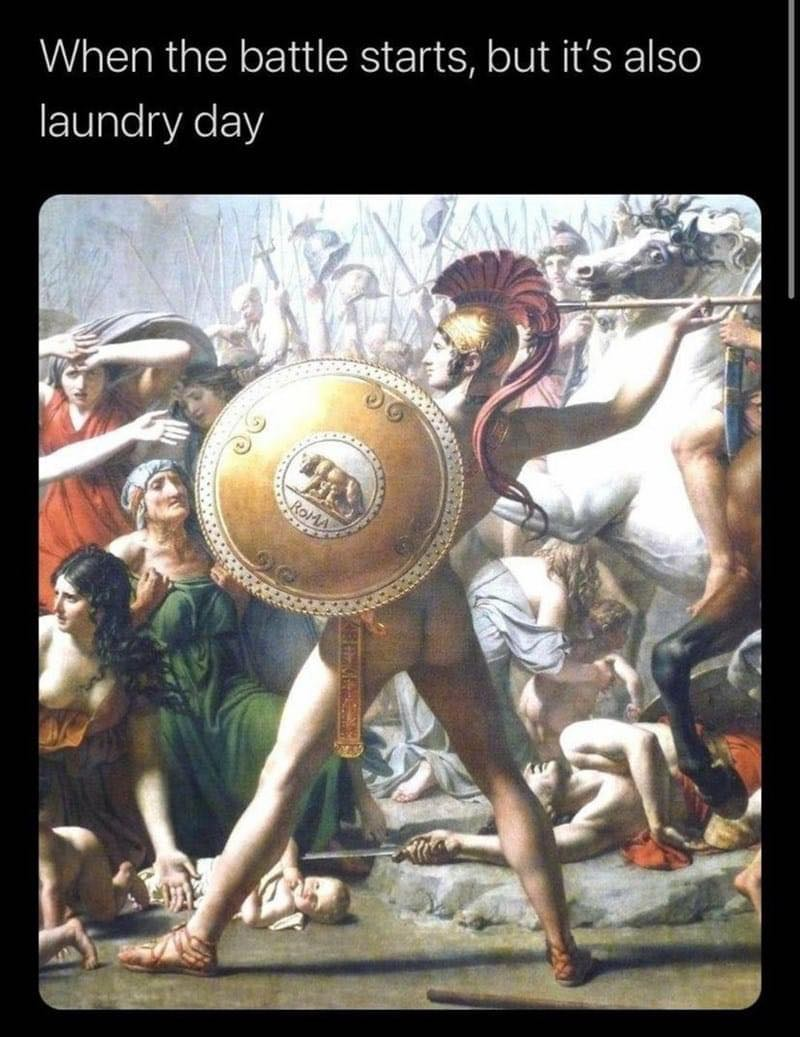 When the battle starts, but it’s also
laundry day
ROMA